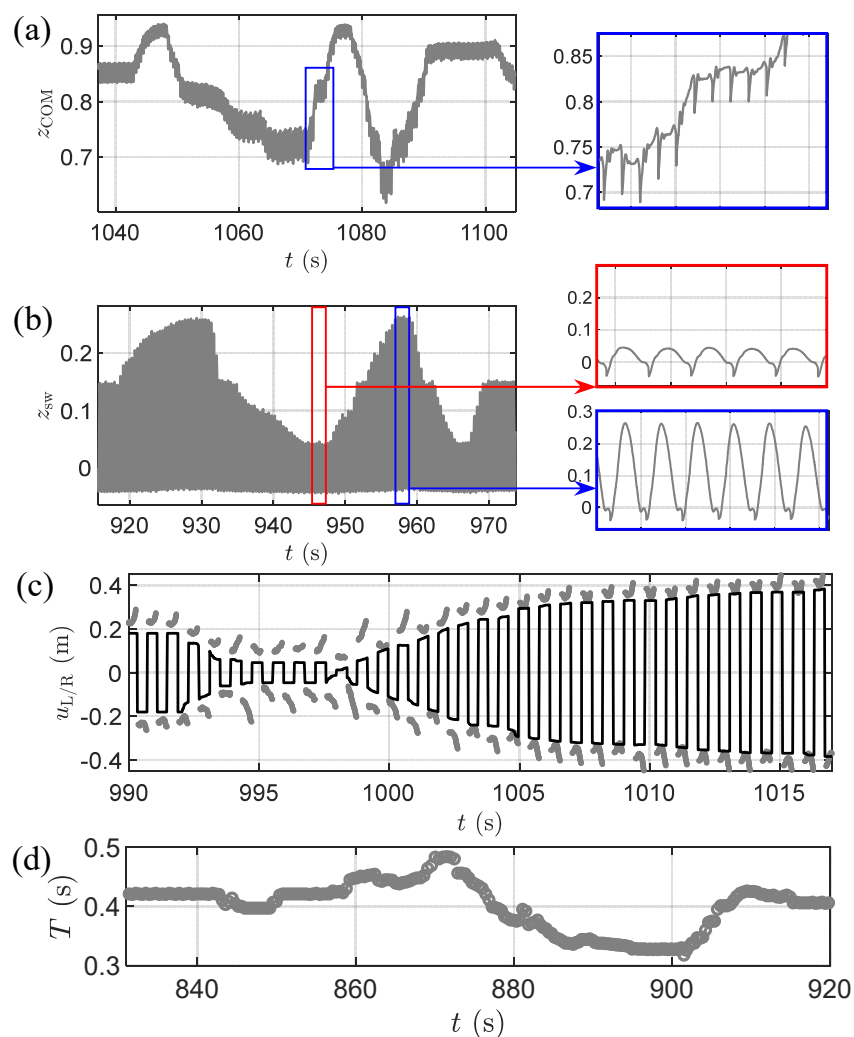 (a)
0.9
0.8
0.7
z_COM
1040 1060 1080 1100
t (s)
0.85
0.8
0.75
0.7
(b)
0.2
0.1
0
z_sw
920 930 940 950 960 970
t (s)
0.2
0.1
0
0.3
0.2
0.1
0
(c)
0.4
0.2
0
-0.2
-0.4
u_L/R (m)
990 995 1000 1005 1010 1015
t (s)
(d)
0.5
0.4
0.3
T (s)
840 860 880 900 920
t (s)